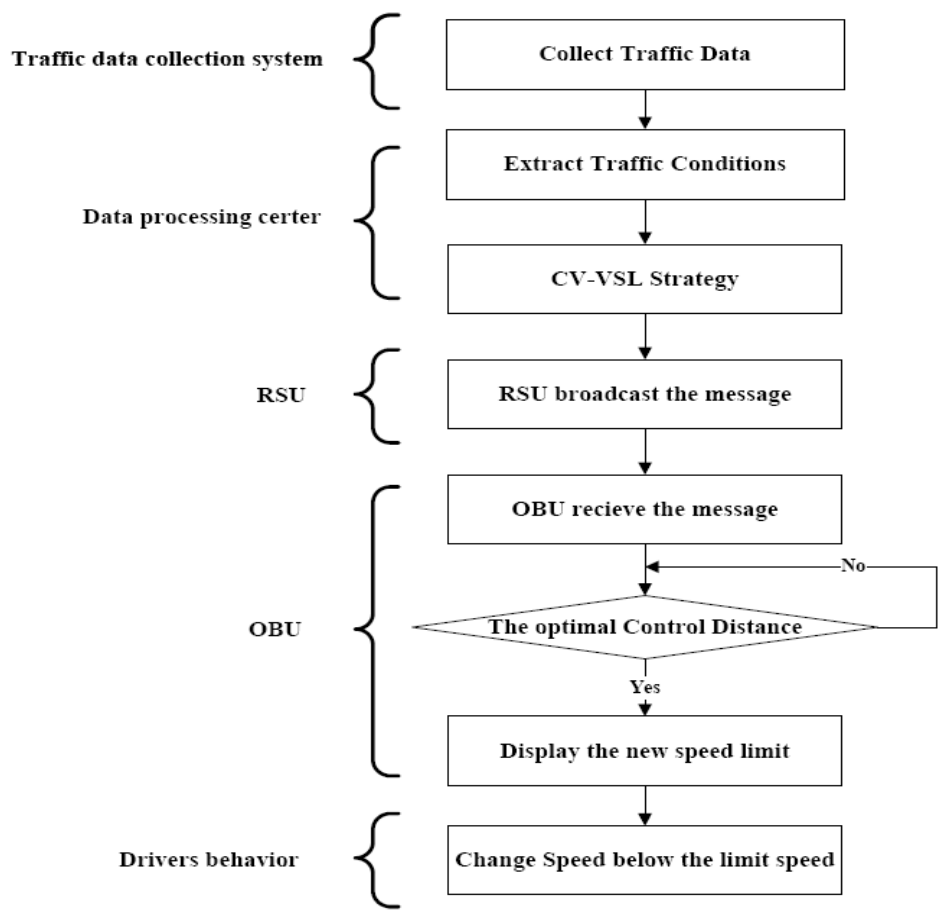 Traffic data collection system
Collect Traffic Data
Extract Traffic Conditions
Data processing certer
CV-VSL Strategy
RSU
RSU broadcast the message
OBU recieve the message
No
OBU
The optimal Control Distance
Yes
Display the new speed limit
Drivers behavior
Change Speed below the limit speed